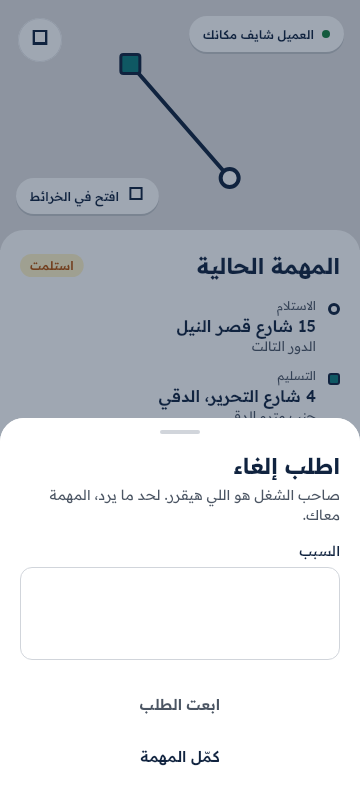 العميل شايف مكانك
افتح في الخرائط
المهمة الحالية
استلمت
الاستلام
15 شارع قصر النيل
الدور التالت
التسليم
4 شارع التحرير، الدقي
اطلب إلغاء
صاحب الشغل هو اللي هيقرر. لحد ما يرد، المهمة
معاك.
السبب
ابعت الطلب
كمّل المهمة